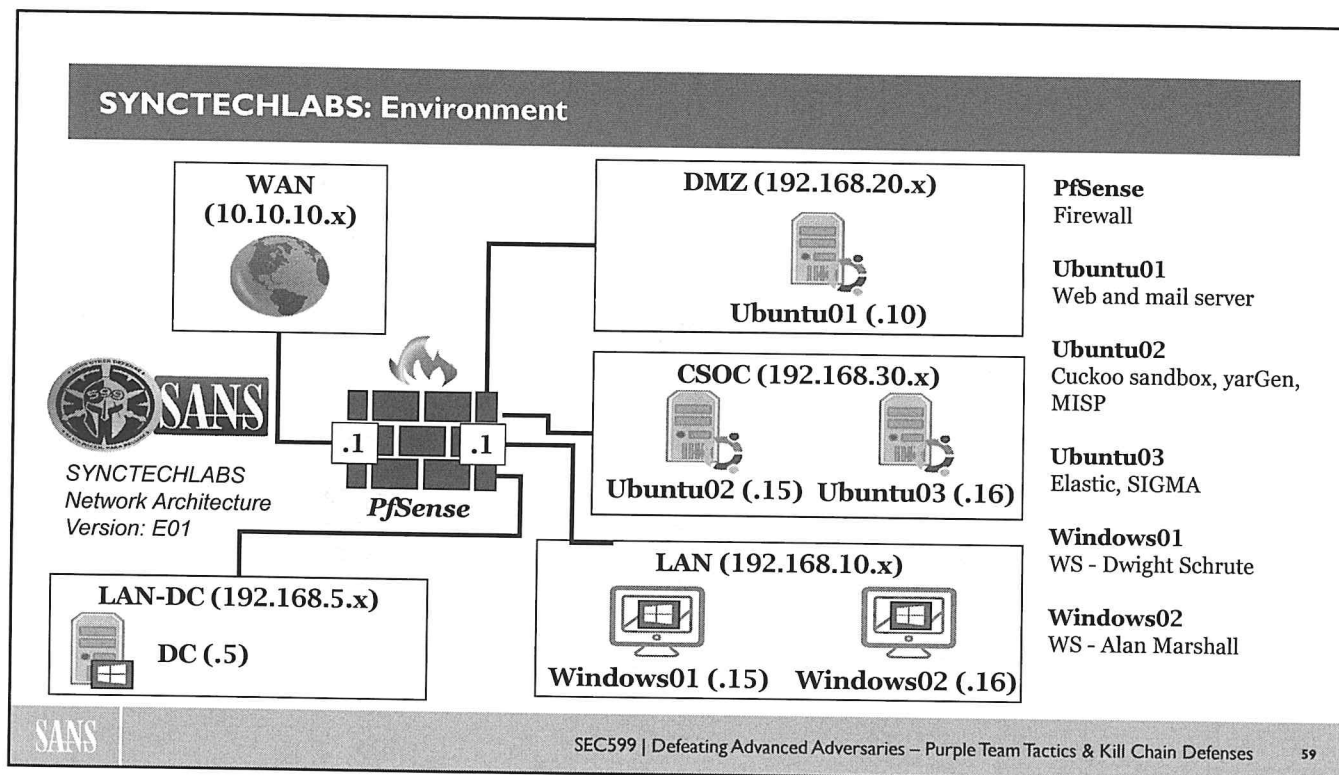 SYNCTECHLABS: Environment
WAN
(10.10.10.x)
SANS
SYNCTECHLABS
Network Architecture
Version: E01
.1
.1
PfSense
LAN-DC (192.168.5.x)
DC (.5)
DMZ (192.168.20.x)
Ubuntu01 (.10)
CSOC (192.168.30.x)
Ubuntu02 (.15)
Ubuntu03 (.16)
LAN (192.168.10.x)
Windows01 (.15)
Windows02 (.16)
PfSense
Firewall
Ubuntu01
Web and mail server
Ubuntu02
Cuckoo sandbox, yarGen,
MISP
Ubuntu03
Elastic, SIGMA
Windows01
WS - Dwight Schrute
Windows02
WS - Alan Marshall
SANS
SEC599 | Defeating Advanced Adversaries – Purple Team Tactics & Kill Chain Defenses
59